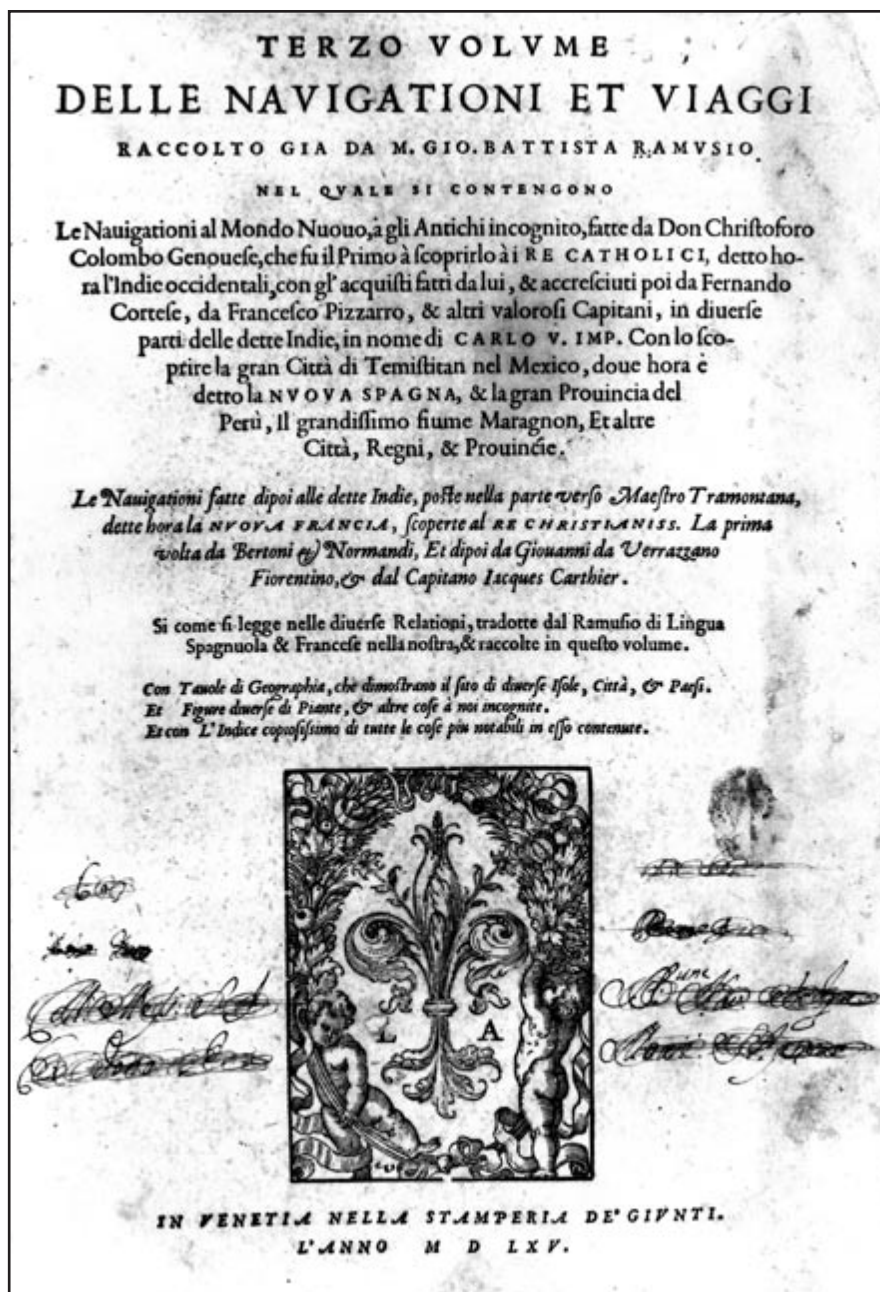 TERZO VOLVME
DELLE NAVIGATIONI ET VIAGGI
RACCOLTO GIA DA M. GIO. BATTISTA RAMVSIO
NEL QVALE SI CONTENGONO
Le Nauigationi al Mondo Nuouo, à gli Antichi incognito, fatte da Don Chriſtoforo
Colombo Genoueſe, che fu il Primo à ſcoprirlo à i RE CATHOLICI, detto ho-
ra l'Indie occidentali, con gl' acquiſti fatti da lui, & accreſciuti poi da Fernando
Corteſe, da Franceſco Pizzarro, & altri valoroſi Capitani, in diuerſe
parti delle dette Indie, in nome di CARLO V. IMP. Con lo ſco-
prire la gran Città di Temiſtitan nel Mexico, doue hora è
detto la NVOVA SPAGNA, & la gran Prouincia del
Perù, Il grandiſſimo fiume Maragnon, Et altre
Città, Regni, & Prouincie.
Le Nauigationi fatte dipoi alle dette Indie, poſte nella parte verſo Maeſtro Tramontana,
dette hora la NVOVA FRANCIA, ſcoperte al RE CHRISTIANISS. La prima
volta da Bertoni & Normandi, Et dipoi da Giouanni da Verrazzano
Fiorentino, & dal Capitano Iacques Carthier.
Si come ſi legge nelle diuerſe Relationi, tradotte dal Ramuſio di Lingua
Spagnuola & Franceſe nella noſtra, & raccolte in queſto volume.
Con Tauole di Geographia, che dimoſtrano il ſito di diuerſe Iſole, Città, & Paeſi.
Et Figure diuerſe di Piante, & altre coſe à noi incognite.
Et con L'Indice copioſiſſimo di tutte le coſe piu notabili in eſſo contenute.
L A
IN VENETIA NELLA STAMPERIA DE' GIVNTI.
L'ANNO M D LXV.